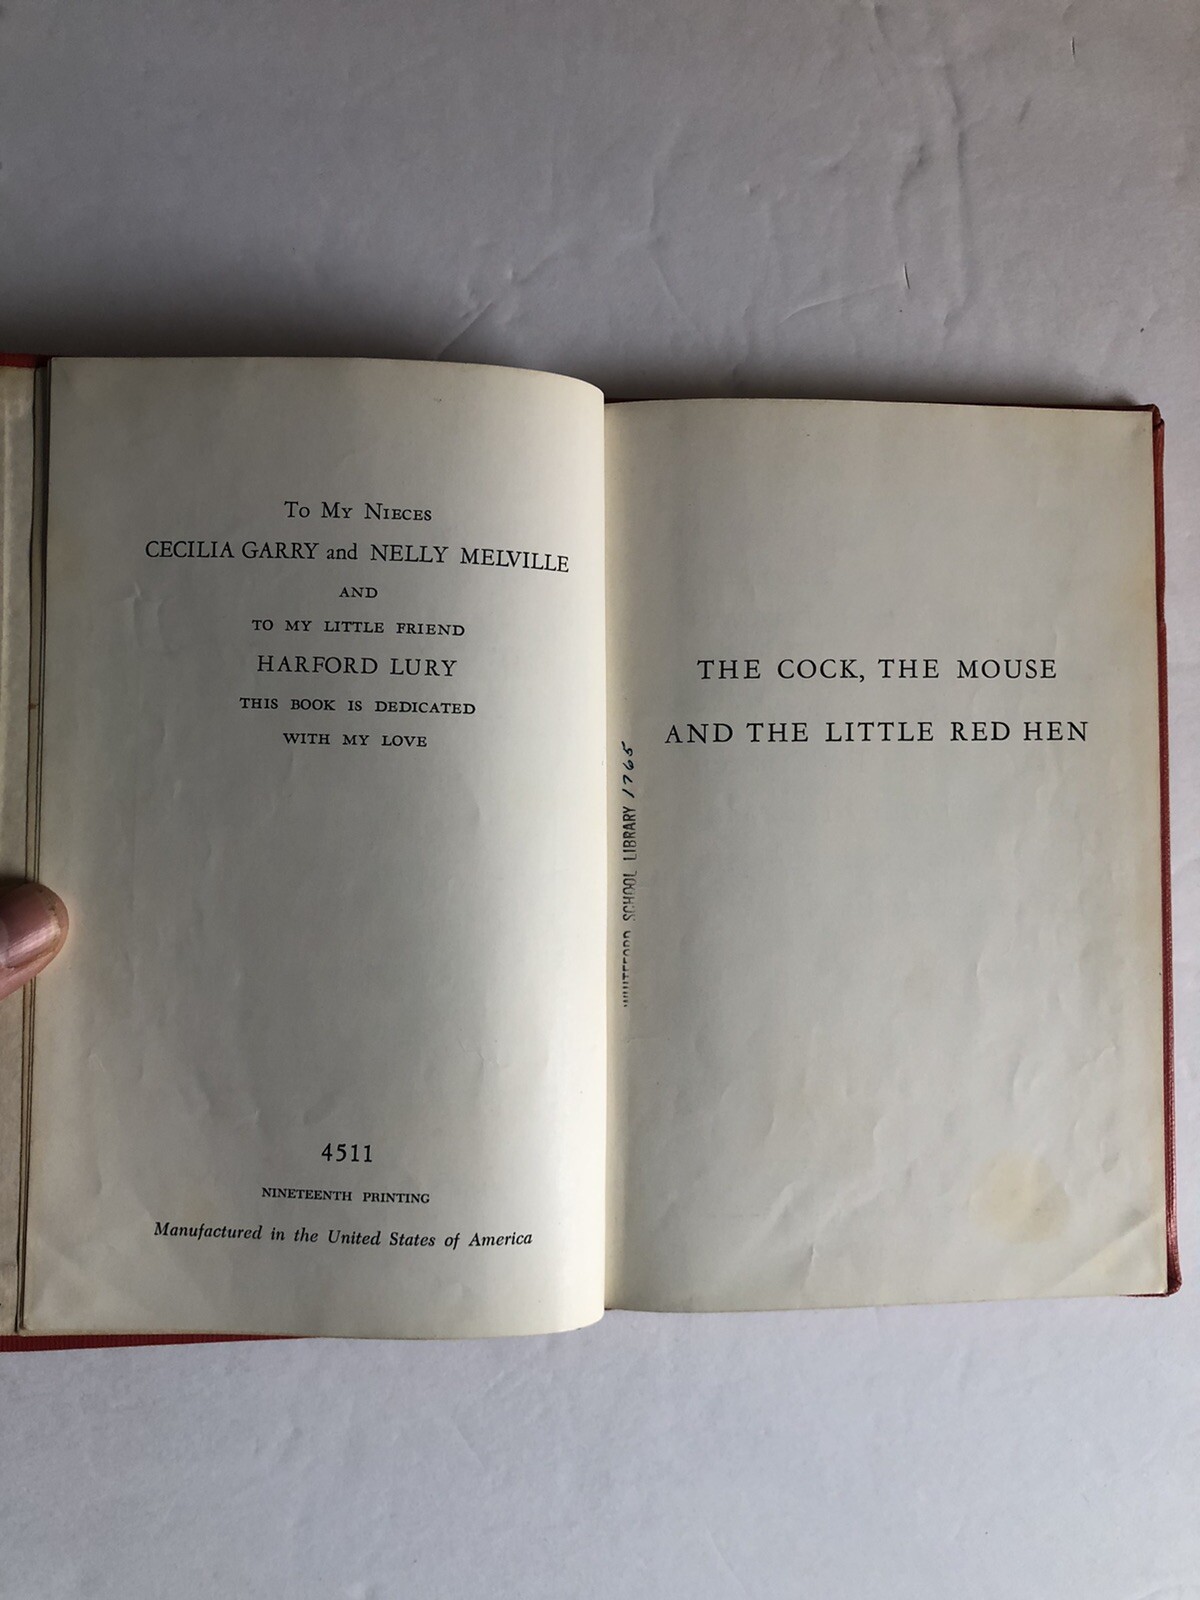 To My Nieces
CECILIA GARRY and NELLY MELVILLE
AND
TO MY LITTLE FRIEND
HARFORD LURY
THIS BOOK IS DEDICATED
WITH MY LOVE
4511
NINETEENTH PRINTING
Manufactured in the United States of America
THE COCK, THE MOUSE
AND THE LITTLE RED HEN
SCHOOL LIBRARY 1765